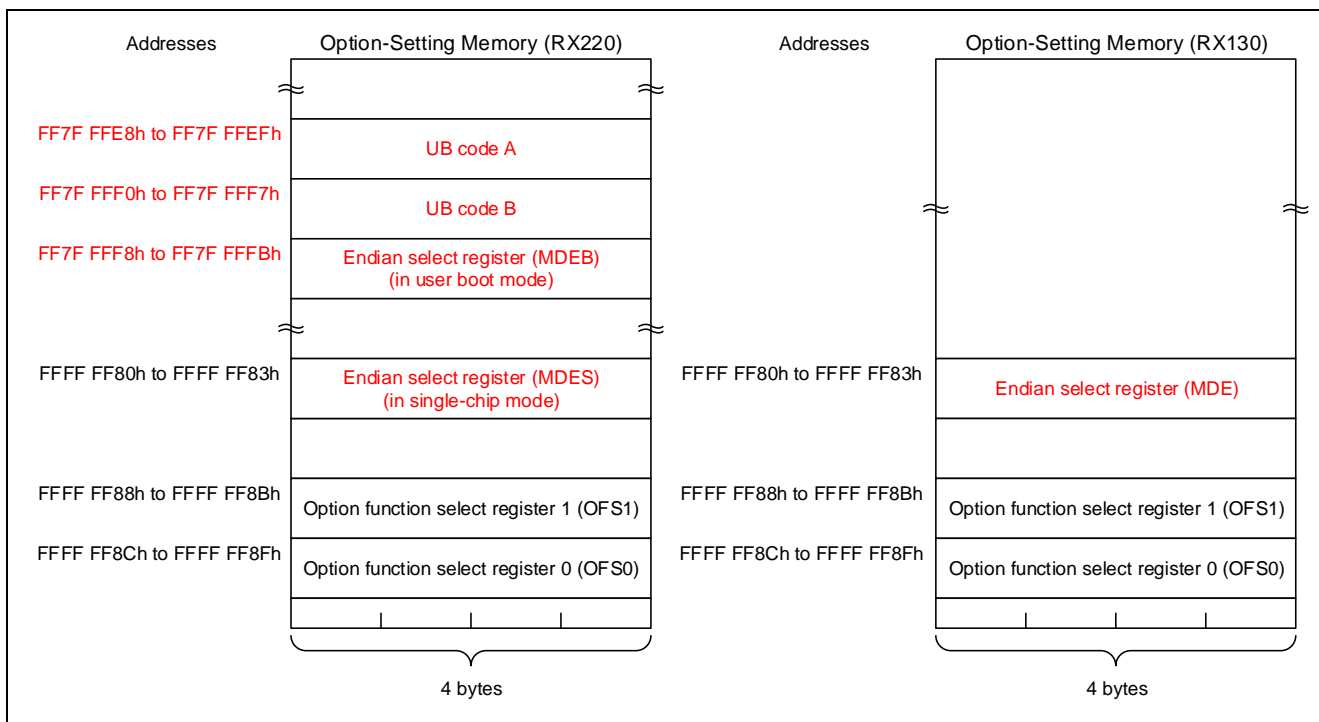 Addresses
Option-Setting Memory (RX220)
FF7F FFE8h to FF7F FFEFh
UB code A
FF7F FFF0h to FF7F FFF7h
UB code B
FF7F FFF8h to FF7F FFFBh
Endian select register (MDEB)
(in user boot mode)
FFFF FF80h to FFFF FF83h
Endian select register (MDES)
(in single-chip mode)
FFFF FF88h to FFFF FF8Bh
Option function select register 1 (OFS1)
FFFF FF8Ch to FFFF FF8Fh
Option function select register 0 (OFS0)
4 bytes
Addresses
Option-Setting Memory (RX130)
FFFF FF80h to FFFF FF83h
Endian select register (MDE)
FFFF FF88h to FFFF FF8Bh
Option function select register 1 (OFS1)
FFFF FF8Ch to FFFF FF8Fh
Option function select register 0 (OFS0)
4 bytes